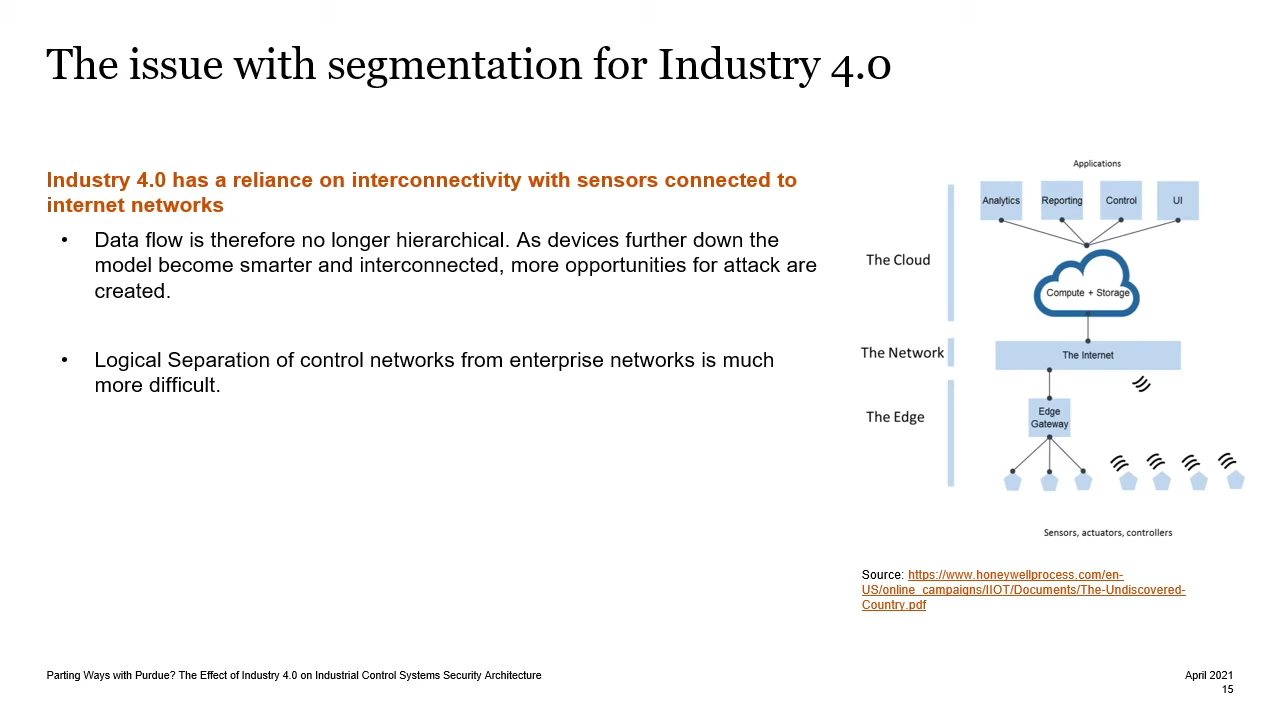 The issue with segmentation for Industry 4.0
Industry 4.0 has a reliance on interconnectivity with sensors connected to
internet networks
• Data flow is therefore no longer hierarchical. As devices further down the
model become smarter and interconnected, more opportunities for attack are
created.
• Logical Separation of control networks from enterprise networks is much
more difficult.
Applications
Analytics
Reporting
Control
UI
The Cloud
Compute + Storage
The Network
The Internet
The Edge
Edge
Gateway
Sensors, actuators, controllers
Source: https://www.honeywellprocess.com/en-
US/online_campaigns/IIOT/Documents/The-Undiscovered-
Country.pdf
Parting Ways with Purdue? The Effect of Industry 4.0 on Industrial Control Systems Security Architecture
April 2021
15